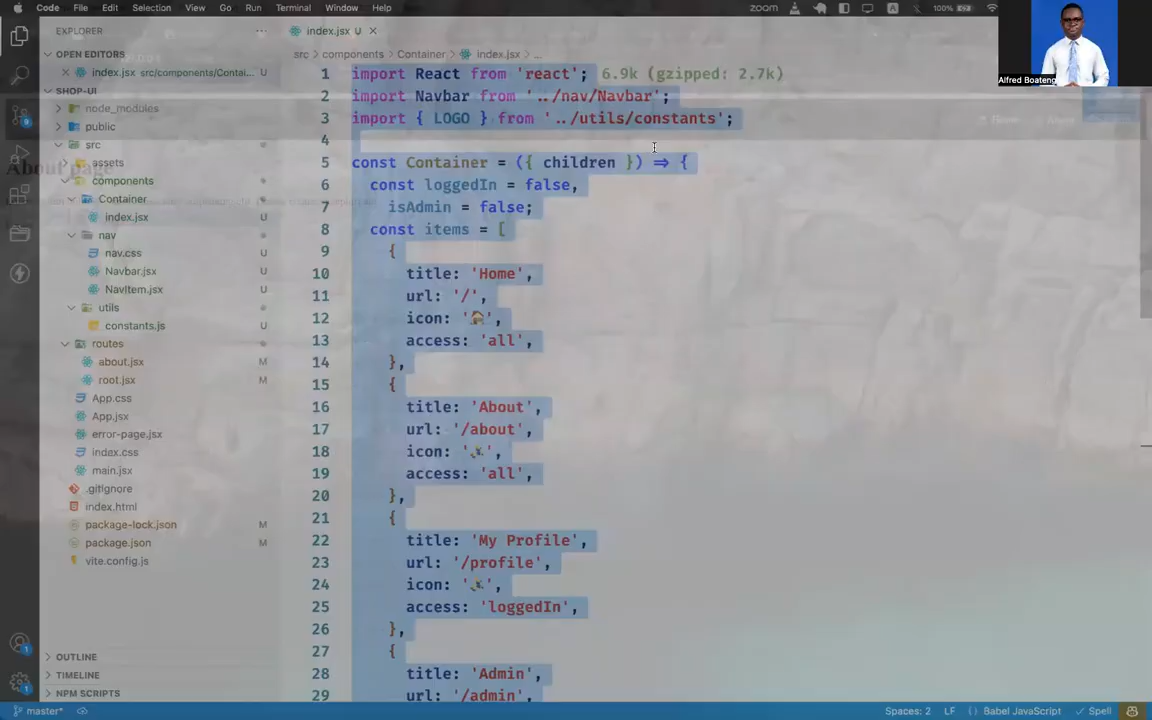 Code File Edit Selection View Go Run Terminal Window Help zoom A 100%
Alfred Boateng
EXPLORER
OPEN EDITORS
index.jsx src/components/Contai... U
SHOP-UI
node_modules
public
src
assets
components
Container
index.jsx U
nav
nav.css U
Navbar.jsx U
NavItem.jsx U
utils
constants.js U
routes
about.jsx M
root.jsx M
App.css
App.jsx
error-page.jsx
index.css
main.jsx
.gitignore
index.html
package-lock.json M
package.json M
vite.config.js
OUTLINE
TIMELINE
NPM SCRIPTS
About page
index.jsx U
src > components > Container > index.jsx > ...
1 import React from 'react'; 6.9k (gzipped: 2.7k)
2 import Navbar from '../nav/Navbar';
3 import { LOGO } from '../utils/constants';
4
5 const Container = ({ children }) => {
6 const loggedIn = false,
7 isAdmin = false;
8 const items = [
9 {
10 title: 'Home',
11 url: '/',
12 icon: '🏠',
13 access: 'all',
14 },
15 {
16 title: 'About',
17 url: '/about',
18 icon: '',
19 access: 'all',
20 },
21 {
22 title: 'My Profile',
23 url: '/profile',
24 icon: '',
25 access: 'loggedIn',
26 },
27 {
28 title: 'Admin',
29 url: '/admin',
master* Spaces: 2 LF { } Babel JavaScript ✓ Spell